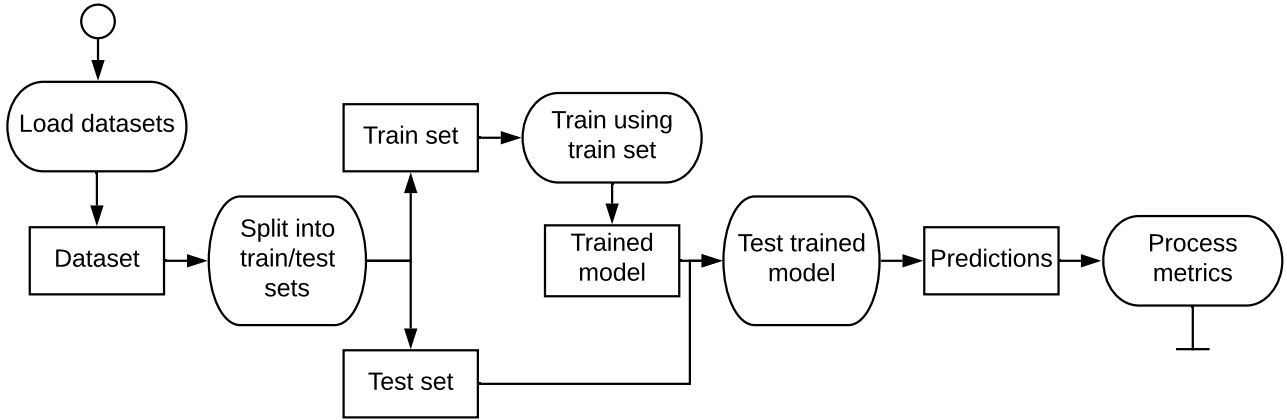 Load datasets
Dataset
Split into
train/test
sets
Train set
Test set
Train using
train set
Trained
model
Test trained
model
Predictions
Process
metrics